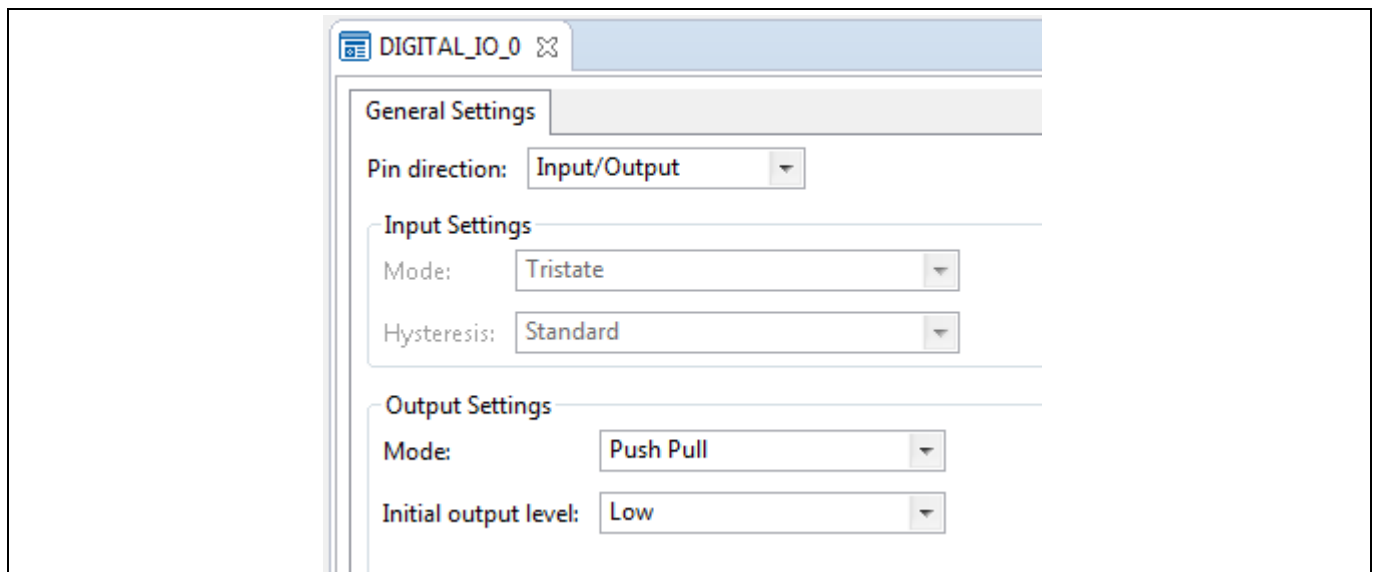 DIGITAL_IO_0
General Settings
Pin direction: Input/Output
Input Settings
Mode: Tristate
Hysteresis: Standard
Output Settings
Mode: Push Pull
Initial output level: Low